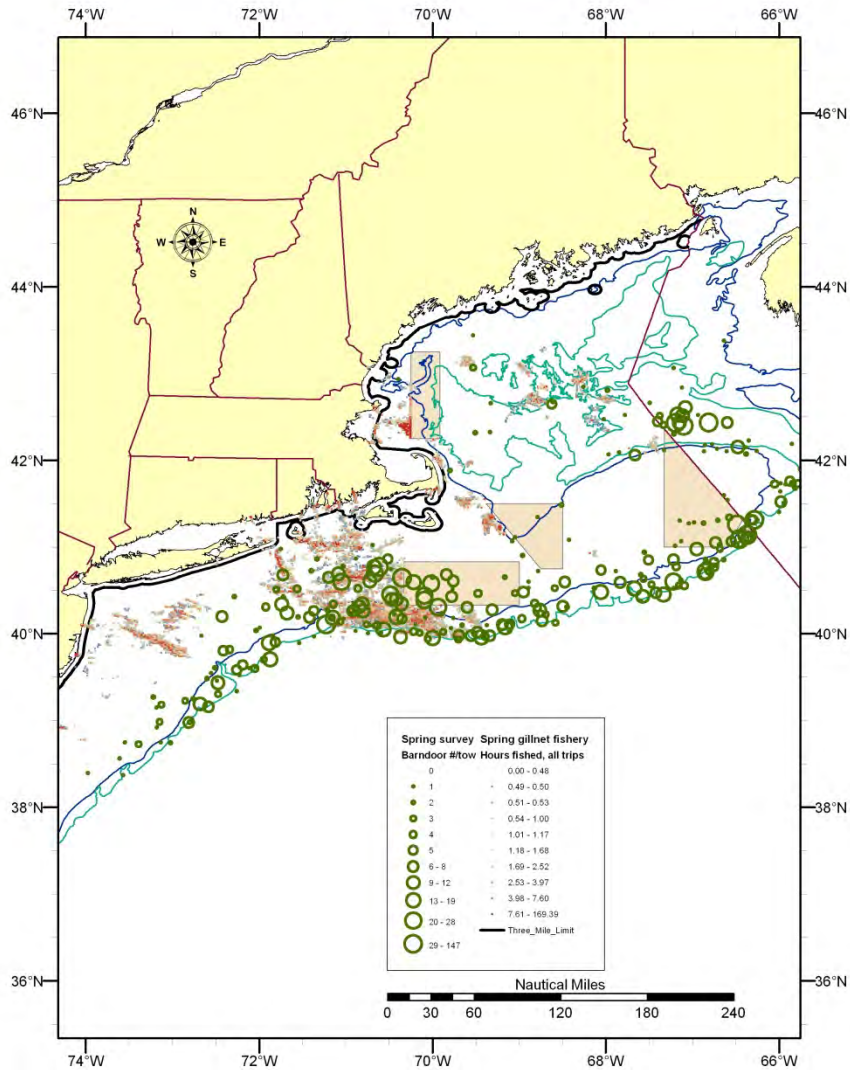 74°W 72°W 70°W 68°W 66°W
46°N 46°N
N
W E
S
44°N 44°N
42°N 42°N
40°N 40°N
Spring survey Spring gillnet fishery
Barndoor #/tow Hours fished, all trips
0 0.00 - 0.48
1 0.49 - 0.50
2 0.51 - 0.53
3 0.54 - 1.00
4 1.01 - 1.17
5 1.18 - 1.68
6 - 8 1.69 - 2.52
9 - 12 2.53 - 3.97
13 - 19 3.98 - 7.60
20 - 28 7.61 - 169.39
29 - 147 Three_Mile_Limit
38°N 38°N
36°N 36°N
Nautical Miles
0 30 60 120 180 240
74°W 72°W 70°W 68°W 66°W